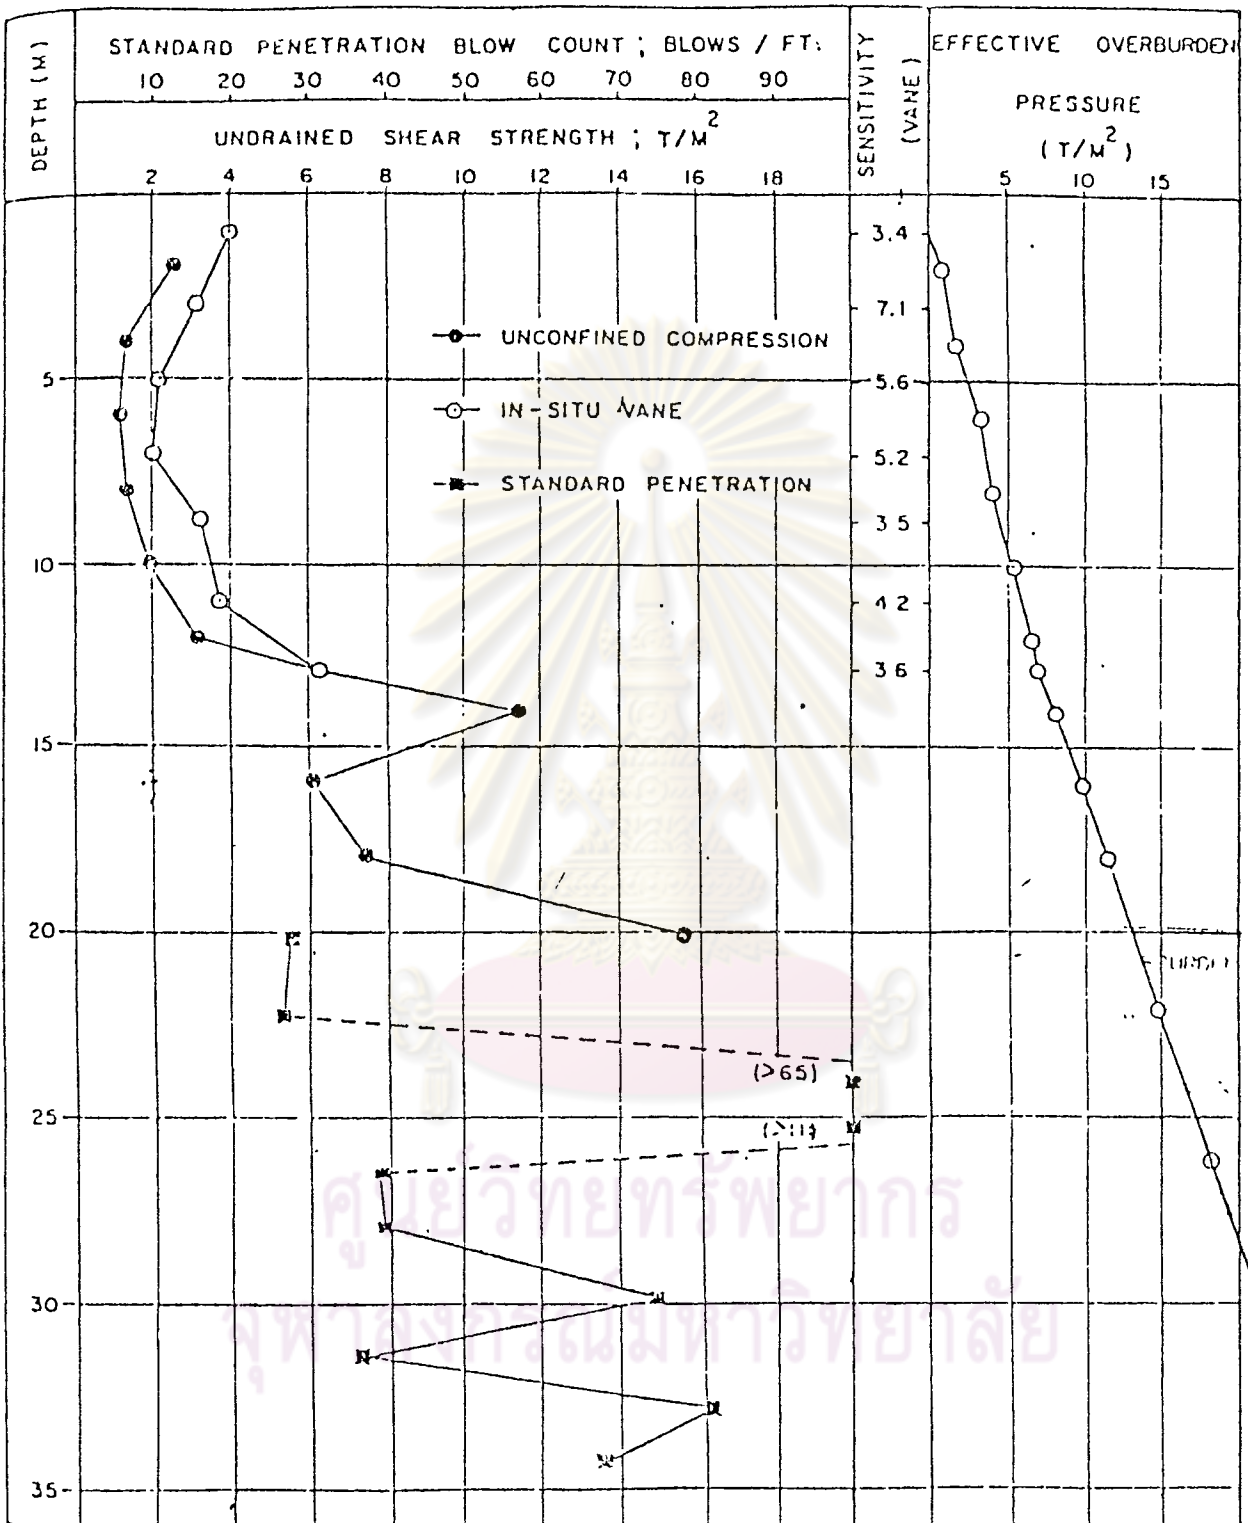 DEPTH (M)
STANDARD PENETRATION BLOW COUNT ; BLOWS / FT.
10 20 30 40 50 60 70 80 90
UNDRAINED SHEAR STRENGTH ; T/M2
2 4 6 8 10 12 14 16 18
SENSITIVITY
(VANE)
EFFECTIVE OVERBURDEN
PRESSURE
(T/M2)
5 10 15
3.4
7.1
UNCONFINED COMPRESSION
5
5.6
IN-SITU VANE
5.2
STANDARD PENETRATION
3.5
10
4.2
3.6
15
20
(>65)
25
30
35
ศูนย์วิทยทรัพยากร
จุฬาลงกรณ์มหาวิทยาลัย